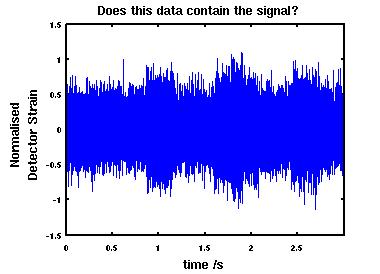 Does this data contain the signal?
1.5
1
0.5
0
-0.5
-1
-1.5
Normalised
Detector Strain
0 0.5 1 1.5 2 2.5
time /s